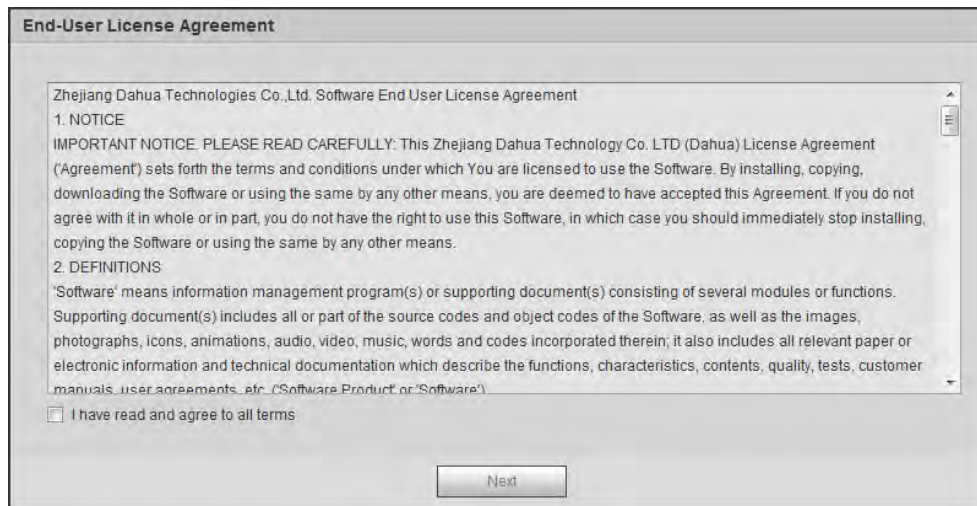 End-User License Agreement
Zhejiang Dahua Technologies Co.,Ltd. Software End User License Agreement
1. NOTICE
IMPORTANT NOTICE. PLEASE READ CAREFULLY: This Zhejiang Dahua Technology Co. LTD (Dahua) License Agreement
('Agreement') sets forth the terms and conditions under which You are licensed to use the Software. By installing, copying,
downloading the Software or using the same by any other means, you are deemed to have accepted this Agreement. If you do not
agree with it in whole or in part, you do not have the right to use this Software, in which case you should immediately stop installing,
copying the Software or using the same by any other means.
2. DEFINITIONS
'Software' means information management program(s) or supporting document(s) consisting of several modules or functions.
Supporting document(s) includes all or part of the source codes and object codes of the Software, as well as the images,
photographs, icons, animations, audio, video, music, words and codes incorporated therein; it also includes all relevant paper or
electronic information and technical documentation which describe the functions, characteristics, contents, quality, tests, customer
manuals, user agreements, etc. ('Software Product' or 'Software')
I have read and agree to all terms
Next